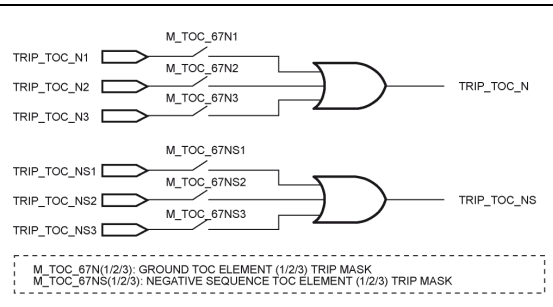 M_TOC_67N1
TRIP_TOC_N1
M_TOC_67N2
TRIP_TOC_N2
TRIP_TOC_N
M_TOC_67N3
TRIP_TOC_N3
M_TOC_67NS1
TRIP_TOC_NS1
M_TOC_67NS2
TRIP_TOC_NS2
TRIP_TOC_NS
M_TOC_67NS3
TRIP_TOC_NS3
M_TOC_67N(1/2/3): GROUND TOC ELEMENT (1/2/3) TRIP MASK
M_TOC_67NS(1/2/3): NEGATIVE SEQUENCE TOC ELEMENT (1/2/3) TRIP MASK